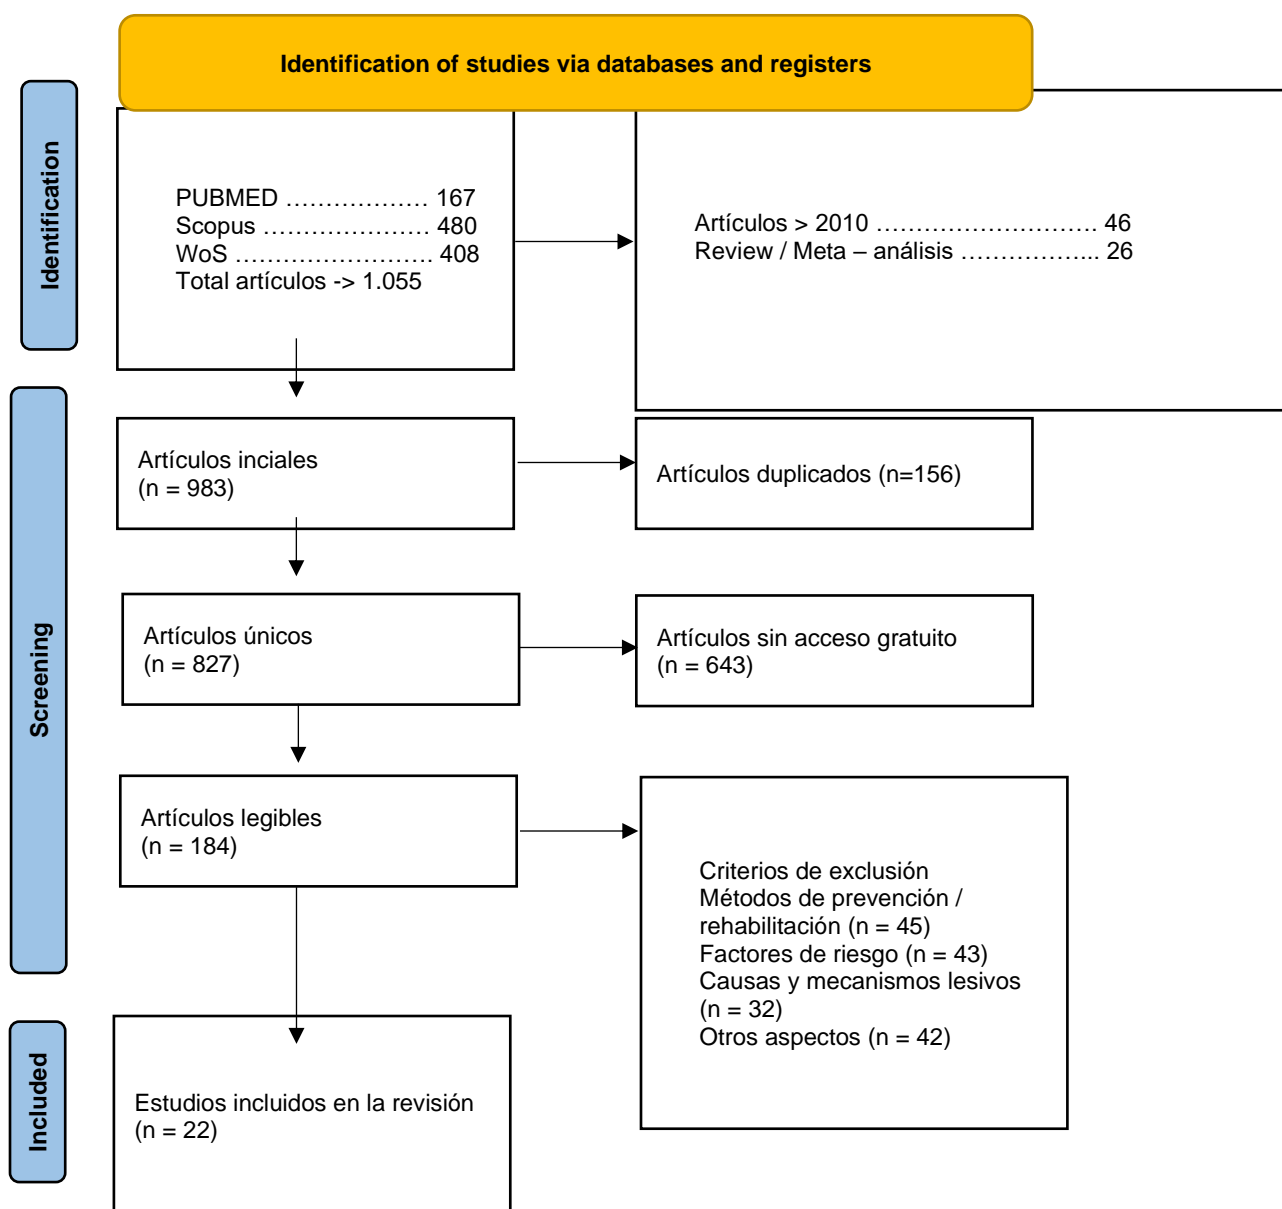 Identification of studies via databases and registers
Identification
PUBMED ……………… 167
Scopus ………………… 480
WoS ……………………. 408
Total artículos -> 1.055
Artículos > 2010 ………………………. 46
Review / Meta – análisis ……………... 26
Screening
Artículos inciales
(n = 983)
Artículos duplicados (n=156)
Artículos únicos
(n = 827)
Artículos sin acceso gratuito
(n = 643)
Artículos legibles
(n = 184)
Criterios de exclusión
Métodos de prevención /
rehabilitación (n = 45)
Factores de riesgo (n = 43)
Causas y mecanismos lesivos
(n = 32)
Otros aspectos (n = 42)
Included
Estudios incluidos en la revisión
(n = 22)